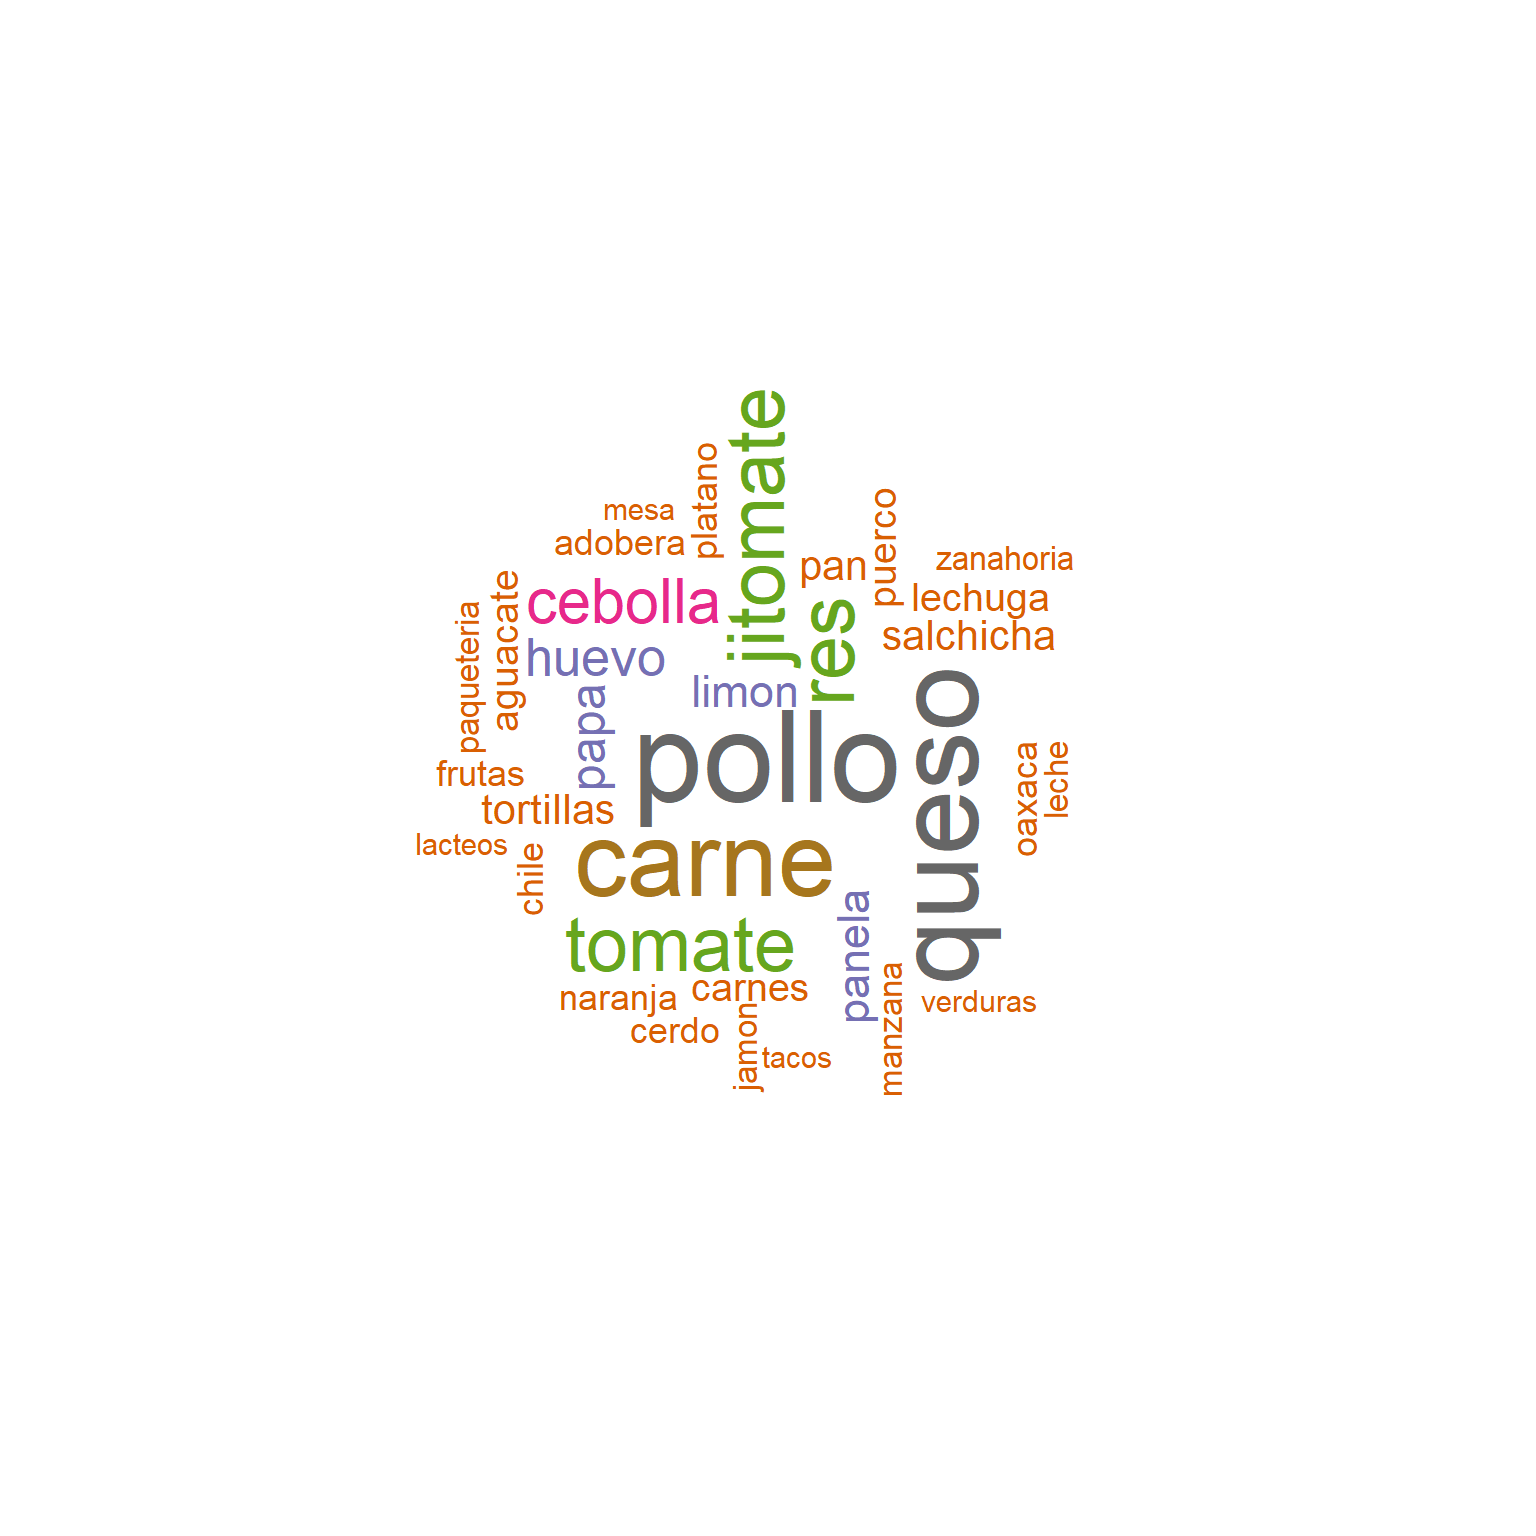 jitomate
platano
mesa
adobera
puerco
pan
zanahoria
cebolla
aguacate
lechuga
res
paqueteria
salchicha
huevo
limon
papa
queso
pollo
frutas
tortillas
oaxaca
leche
lacteos
carne
chile
tomate
panela
carnes
naranja
manzana
verduras
cerdo
jamon
tacos